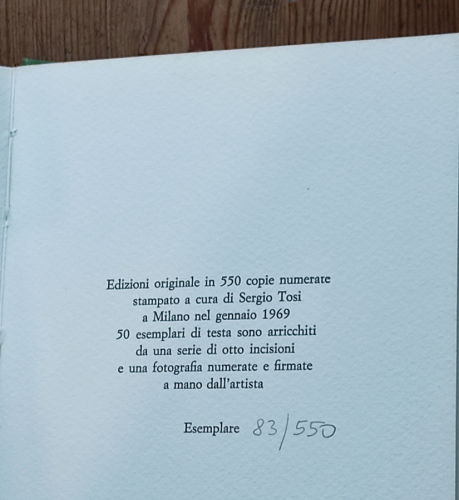 Edizioni originale in 550 copie numerate
stampato a cura di Sergio Tosi
a Milano nel gennaio 1969
50 esemplari di testa sono arricchiti
da una serie di otto incisioni
e una fotografia numerate e firmate
a mano dall'artista
Esemplare 83/550